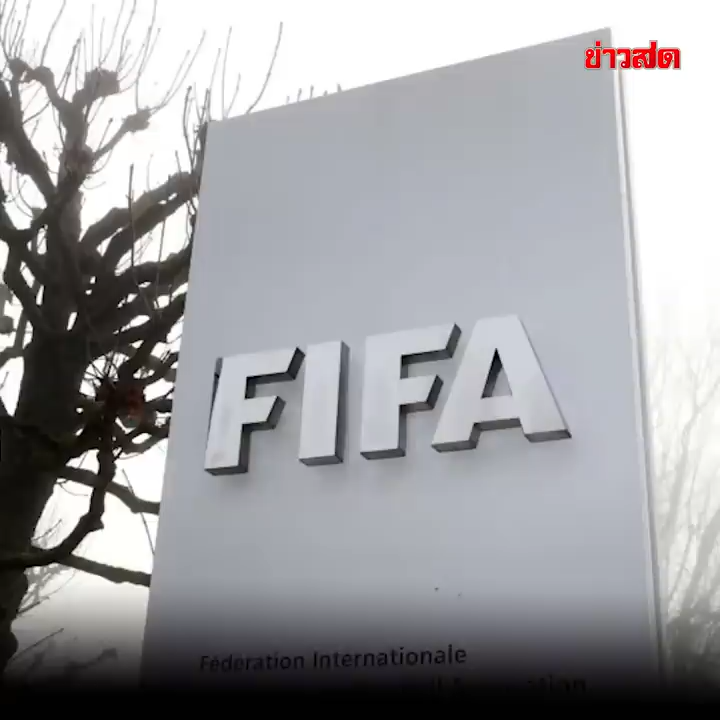 ข่าวสด
FIFA
Fédération Internationale